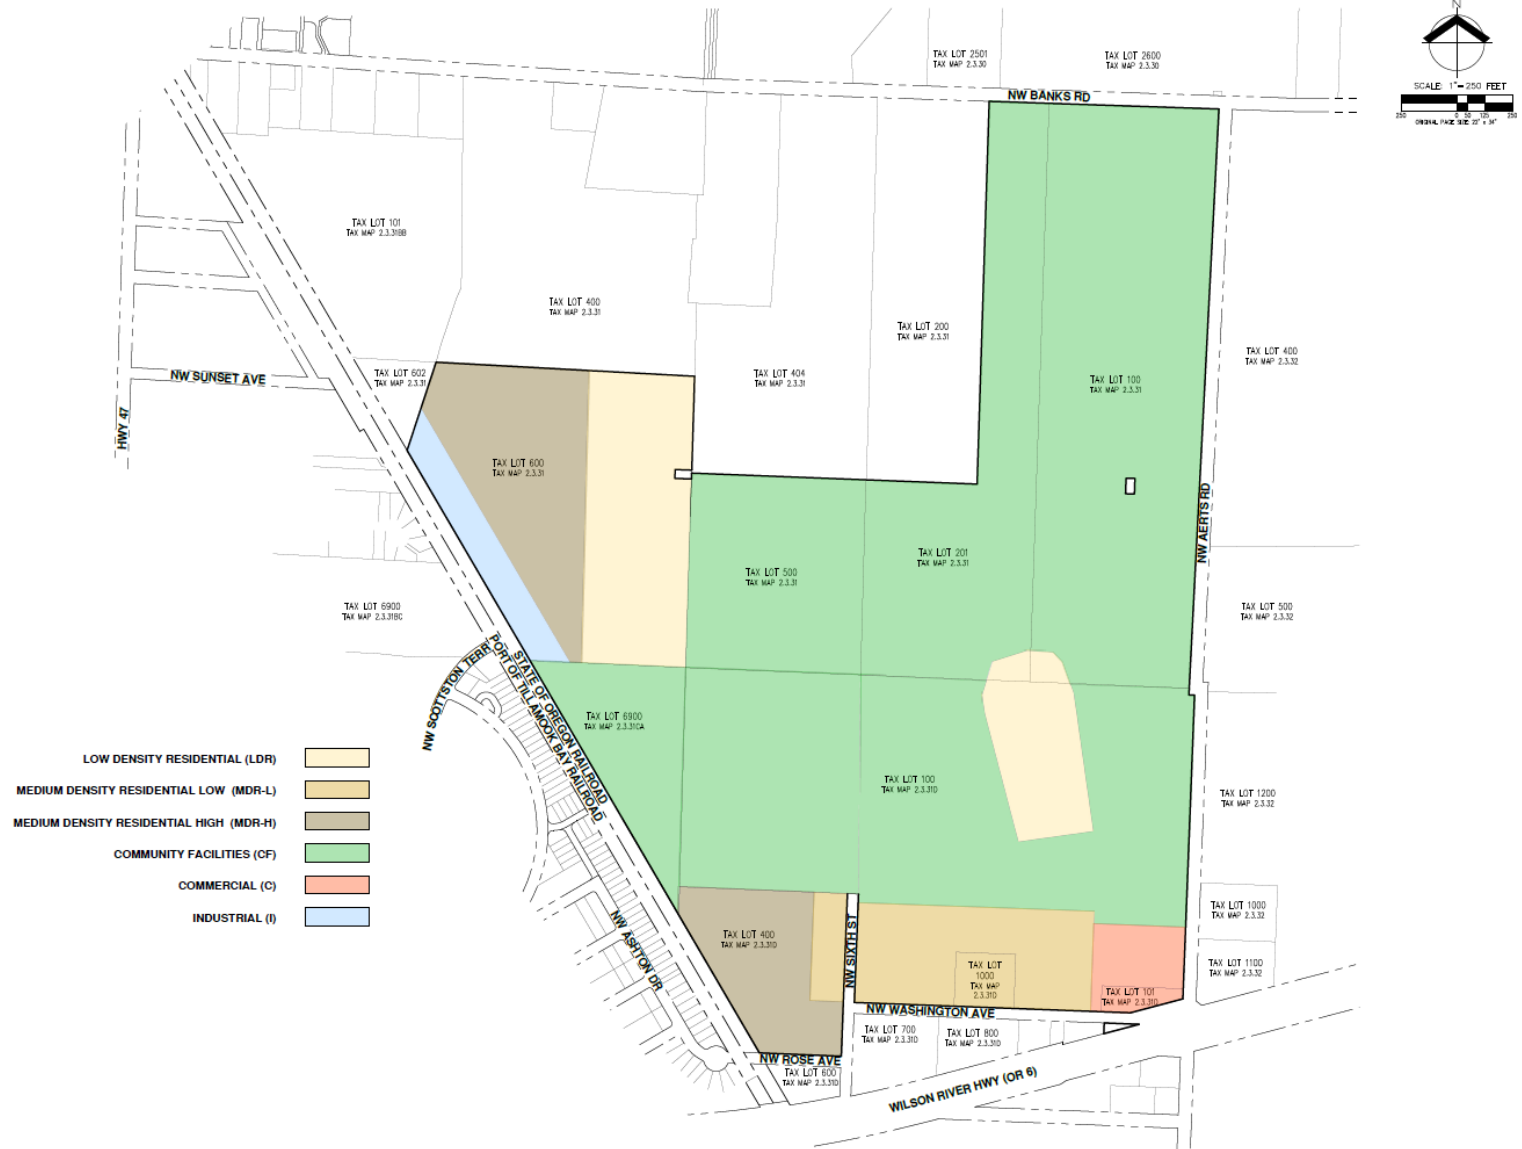 N
SCALE: 1"= 250 FEET
250 0 50 125 250
ORIGINAL PAGE SIZE: 22" x 34"
TAX LOT 2501
TAX MAP 2.3.30
TAX LOT 2600
TAX MAP 2.3.30
NW BANKS RD
TAX LOT 101
TAX MAP 2.3.31BB
TAX LOT 400
TAX MAP 2.3.31
TAX LOT 200
TAX MAP 2.3.31
TAX LOT 400
TAX MAP 2.3.32
TAX LOT 602
TAX MAP 2.3.31
TAX LOT 404
TAX MAP 2.3.31
TAX LOT 100
TAX MAP 2.3.31
NW SUNSET AVE
HWY 47
TAX LOT 600
TAX MAP 2.3.31
NW AERTS RD
TAX LOT 201
TAX MAP 2.3.31
TAX LOT 500
TAX MAP 2.3.31
TAX LOT 6900
TAX MAP 2.3.31BC
TAX LOT 500
TAX MAP 2.3.32
NW SCOTTSTON TERR
STATE OF OREGON RAILROAD
PORT OF TILLAMOOK BAY RAILROAD
TAX LOT 6900
TAX MAP 2.3.31CA
TAX LOT 100
TAX MAP 2.3.31D
TAX LOT 1200
TAX MAP 2.3.32
LOW DENSITY RESIDENTIAL (LDR)
MEDIUM DENSITY RESIDENTIAL LOW (MDR-L)
MEDIUM DENSITY RESIDENTIAL HIGH (MDR-H)
COMMUNITY FACILITIES (CF)
COMMERCIAL (C)
INDUSTRIAL (I)
TAX LOT 1000
TAX MAP 2.3.32
NW ASHTON DR
TAX LOT 400
TAX MAP 2.3.31D
NW SIXTH ST
TAX LOT
1000
TAX MAP
2.3.31D
TAX LOT 1100
TAX MAP 2.3.32
TAX LOT 101
TAX MAP 2.3.31D
NW WASHINGTON AVE
TAX LOT 700
TAX MAP 2.3.31D
TAX LOT 800
TAX MAP 2.3.31D
NW ROSE AVE
TAX LOT 600
TAX MAP 2.3.31D
WILSON RIVER HWY (OR 6)